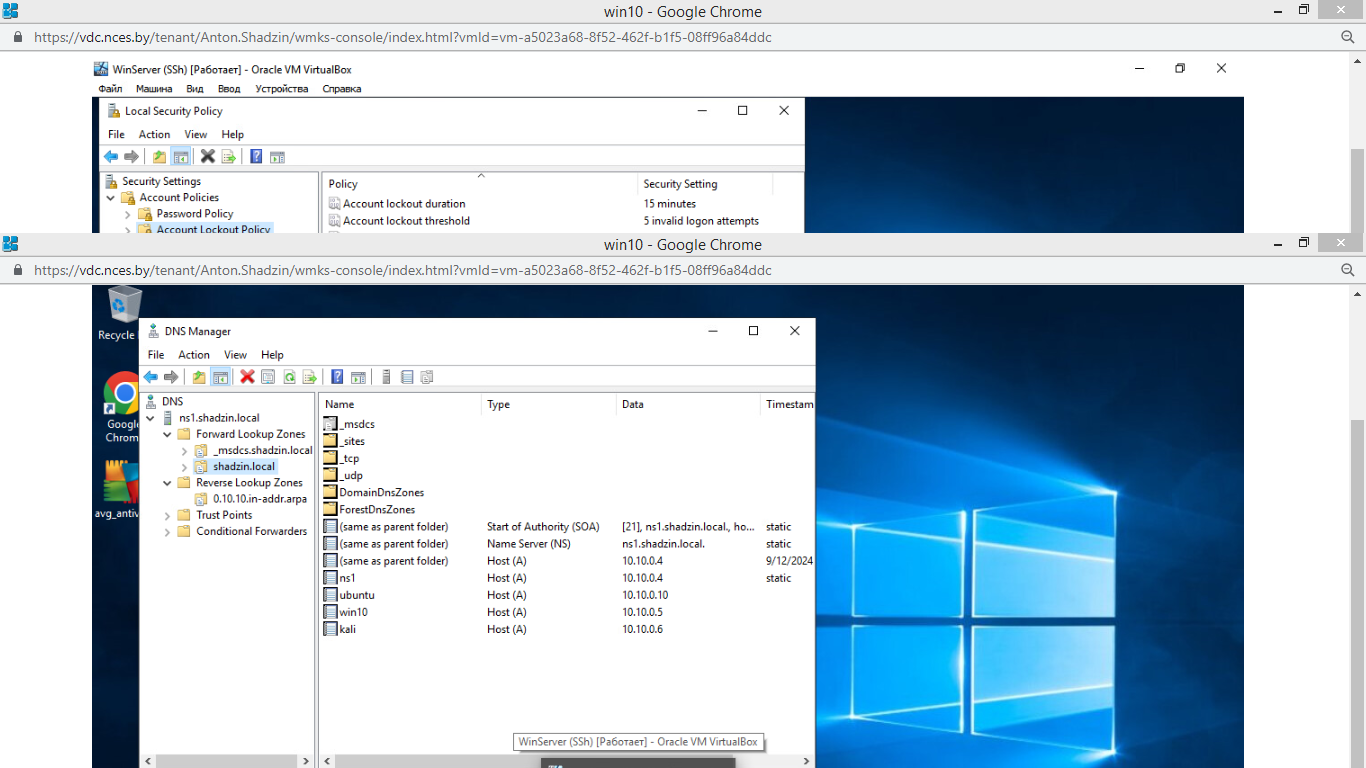 win10 - Google Chrome
https://vdc.nces.by/tenant/Anton.Shadzin/wmks-console/index.html?vmId=vm-a5023a68-8f52-462f-b1f5-08ff96a84ddc
WinServer (SSh) [Работает] - Oracle VM VirtualBox
Файл Машина Вид Ввод Устройства Справка
Local Security Policy
File Action View Help
Security Settings
Account Policies
Password Policy
Account Lockout Policy
Policy Security Setting
Account lockout duration 15 minutes
Account lockout threshold 5 invalid logon attempts
win10 - Google Chrome
https://vdc.nces.by/tenant/Anton.Shadzin/wmks-console/index.html?vmId=vm-a5023a68-8f52-462f-b1f5-08ff96a84ddc
Recycle
Google
Chrom
avg_antiv
DNS Manager
File Action View Help
DNS
ns1.shadzin.local
Forward Lookup Zones
_msdcs.shadzin.local
shadzin.local
Reverse Lookup Zones
0.10.10.in-addr.arpa
Trust Points
Conditional Forwarders
Name Type Data Timestam
_msdcs
_sites
_tcp
_udp
DomainDnsZones
ForestDnsZones
(same as parent folder) Start of Authority (SOA) [21], ns1.shadzin.local., ho... static
(same as parent folder) Name Server (NS) ns1.shadzin.local. static
(same as parent folder) Host (A) 10.10.0.4 9/12/2024
ns1 Host (A) 10.10.0.4 static
ubuntu Host (A) 10.10.0.10
win10 Host (A) 10.10.0.5
kali Host (A) 10.10.0.6
WinServer (SSh) [Работает] - Oracle VM VirtualBox